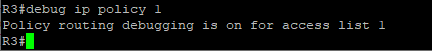 R3#debug ip policy 1
Policy routing debugging is on for access list 1
R3#